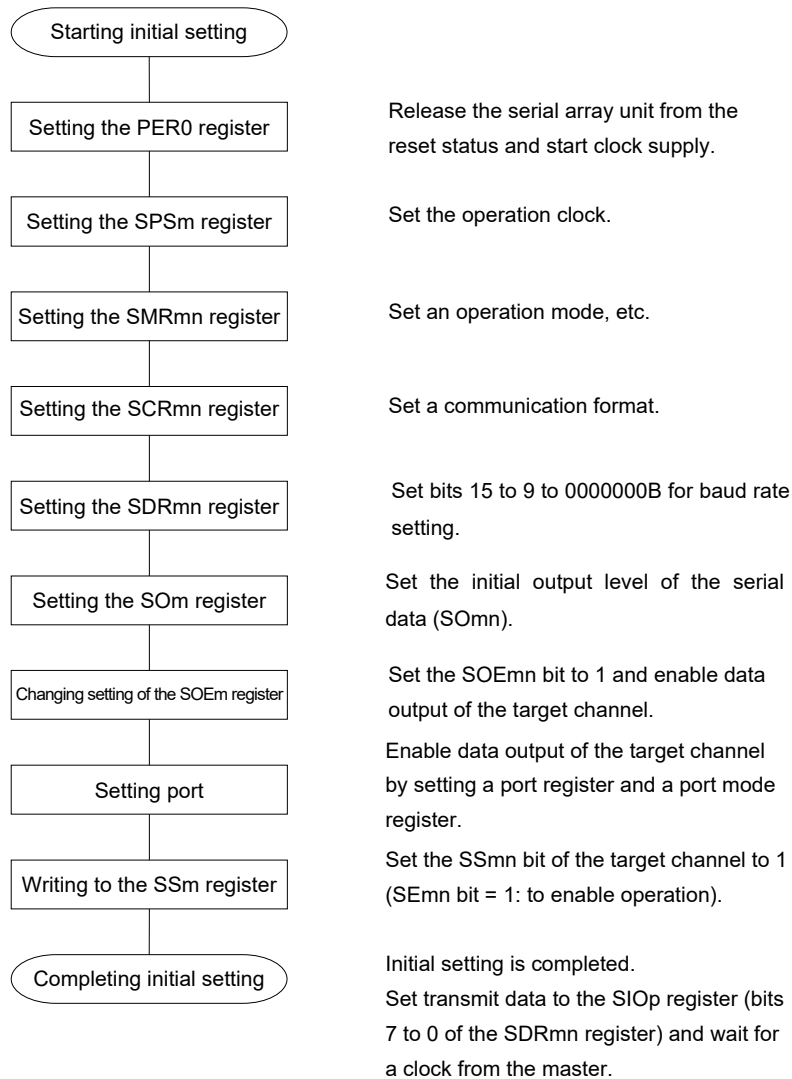 Starting initial setting
Setting the PER0 register
Release the serial array unit from the
reset status and start clock supply.
Setting the SPSm register
Set the operation clock.
Setting the SMRmn register
Set an operation mode, etc.
Setting the SCRmn register
Set a communication format.
Setting the SDRmn register
Set bits 15 to 9 to 0000000B for baud rate
setting.
Setting the SOm register
Set the initial output level of the serial
data (SOmn).
Changing setting of the SOEm register
Set the SOEmn bit to 1 and enable data
output of the target channel.
Setting port
Enable data output of the target channel
by setting a port register and a port mode
register.
Writing to the SSm register
Set the SSmn bit of the target channel to 1
(SEmn bit = 1: to enable operation).
Completing initial setting
Initial setting is completed.
Set transmit data to the SIOp register (bits
7 to 0 of the SDRmn register) and wait for
a clock from the master.